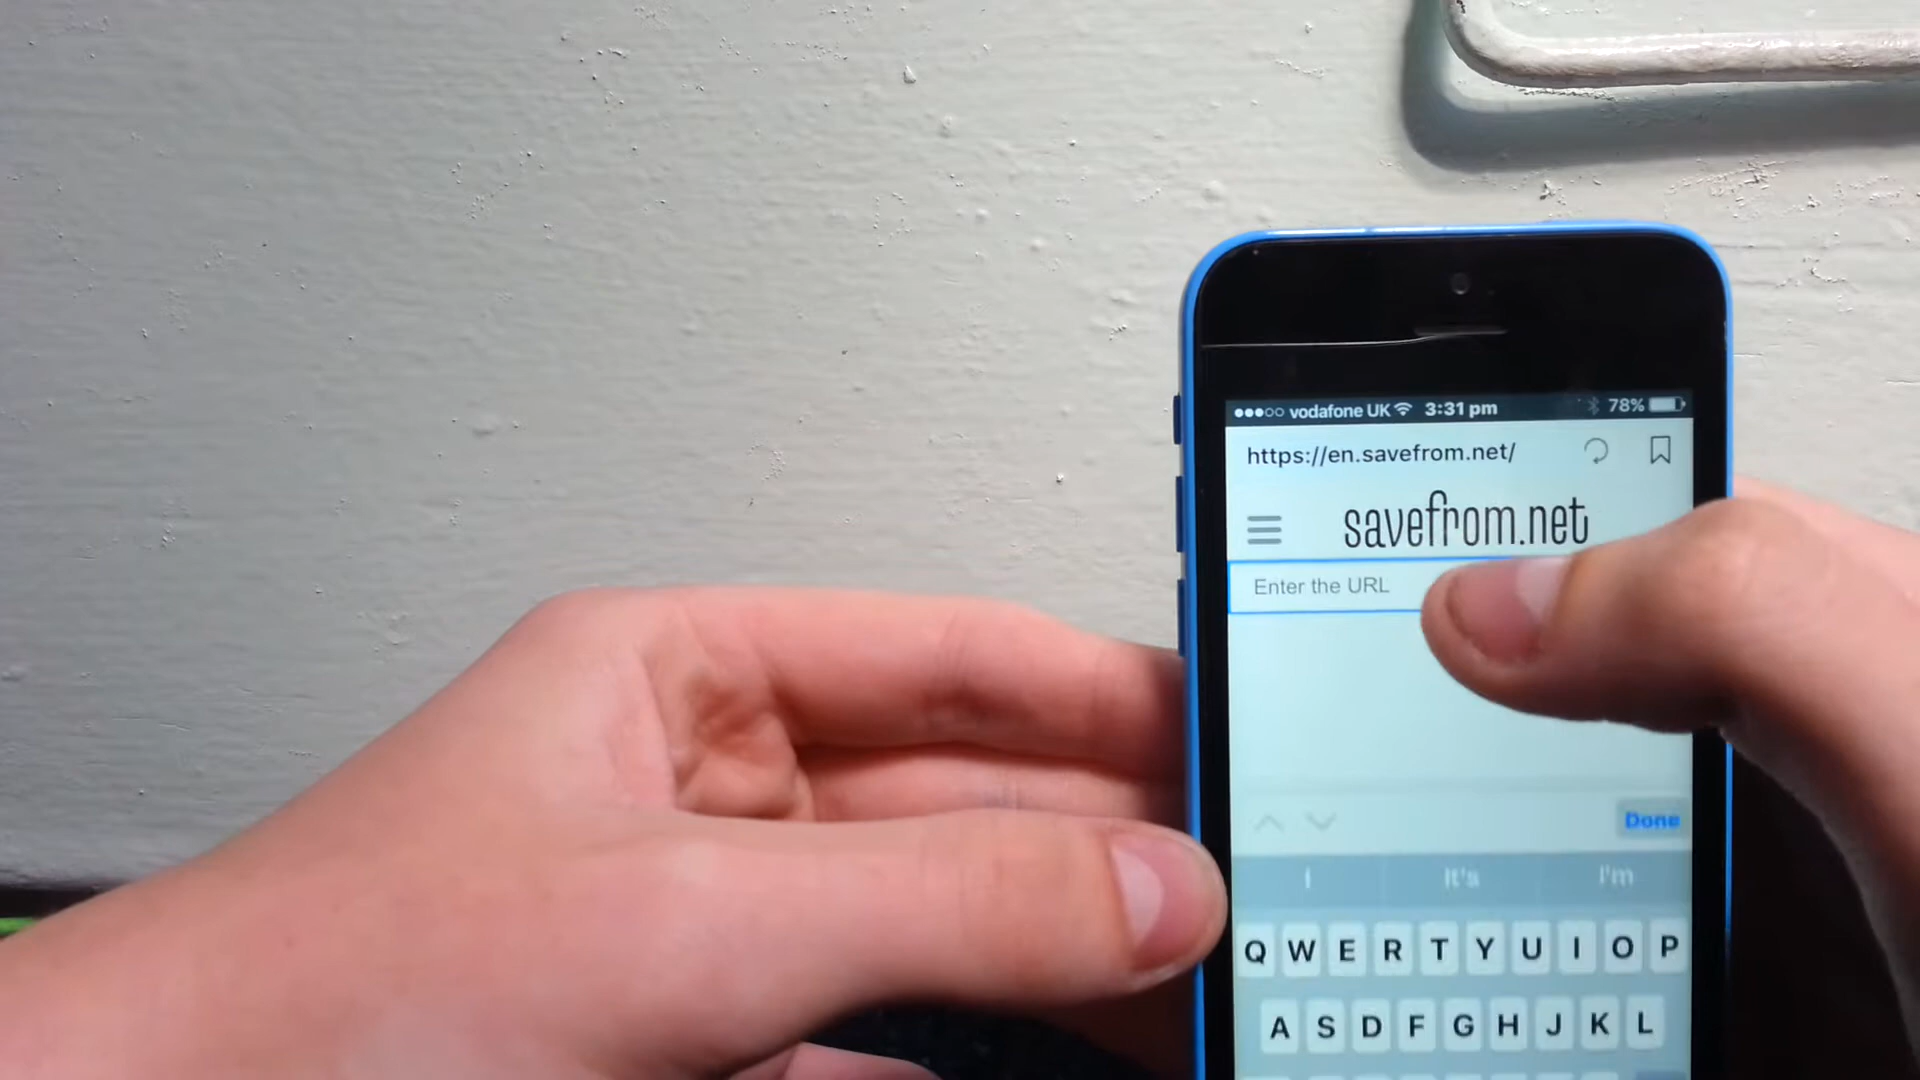 vodafone UK 3:31 pm 78%
https://en.savefrom.net/
savefrom.net
Enter the URL
Done
I It's I'm
Q W E R T Y U I O P
A S D F G H J K L